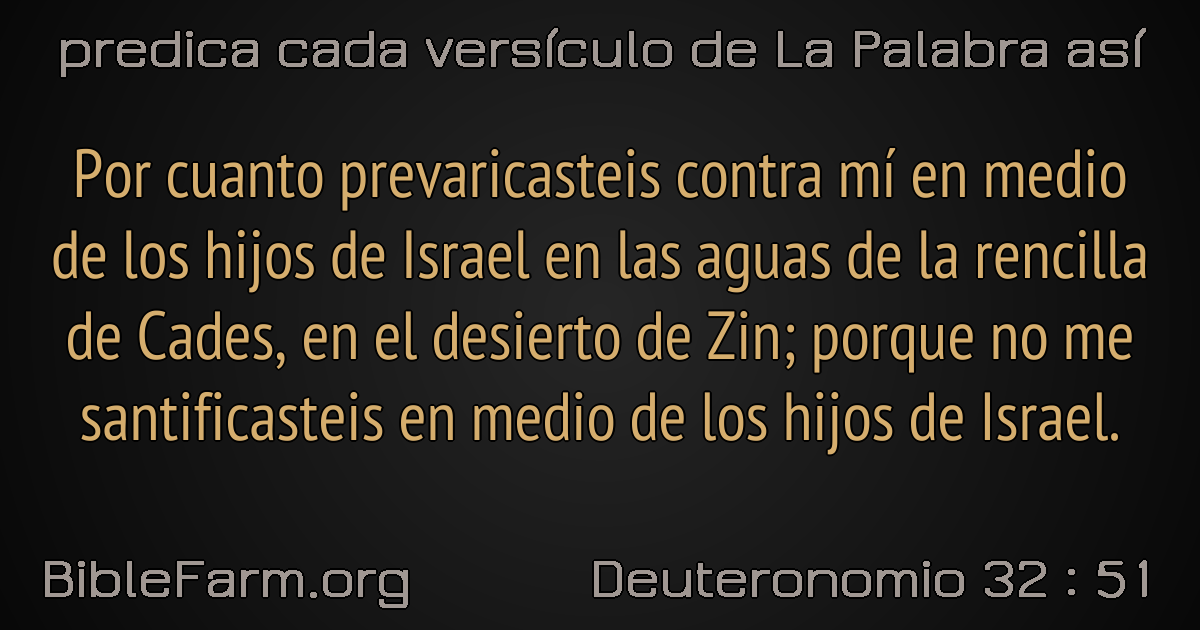 predica cada versículo de La Palabra así
Por cuanto prevaricasteis contra mí en medio
de los hijos de Israel en las aguas de la rencilla
de Cades, en el desierto de Zin; porque no me
santificasteis en medio de los hijos de Israel.
BibleFarm.org
Deuteronomio 32 : 51